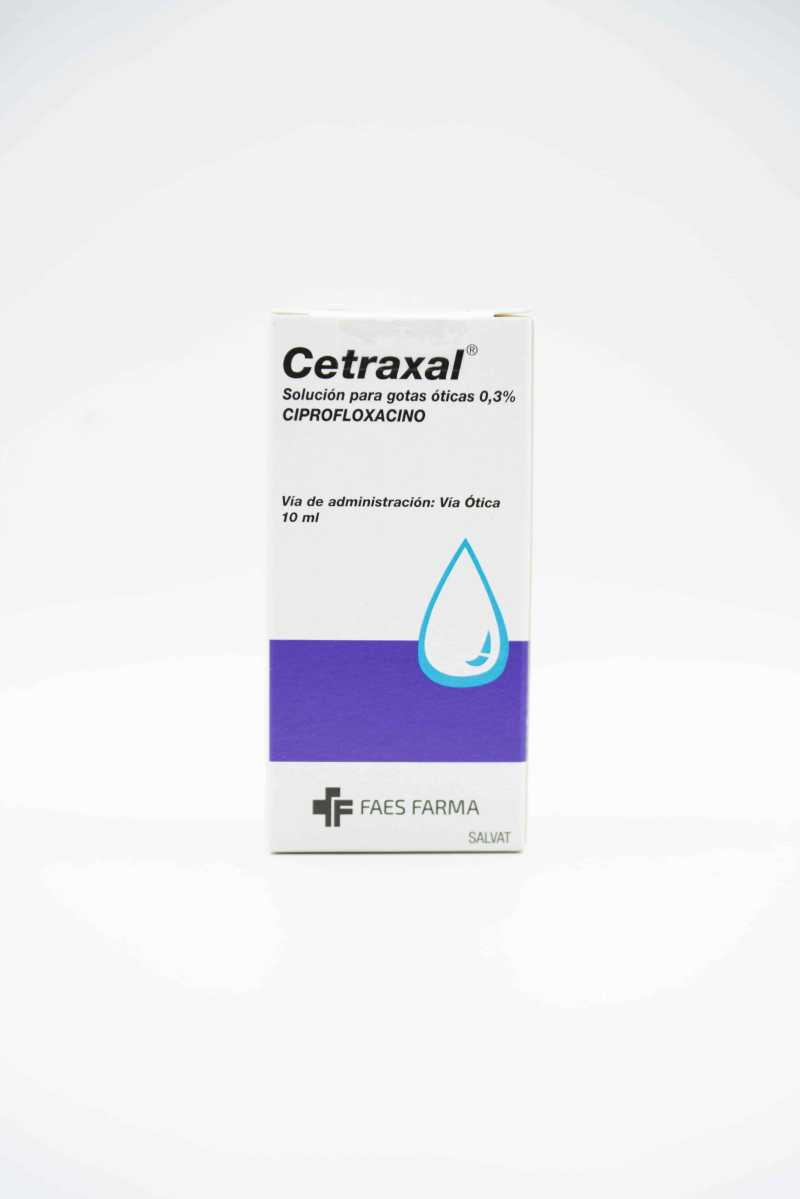 Cetraxal®
Solución para gotas óticas 0,3%
CIPROFLOXACINO
Vía de administración: Vía Ótica
10 ml
FAES FARMA
SALVAT